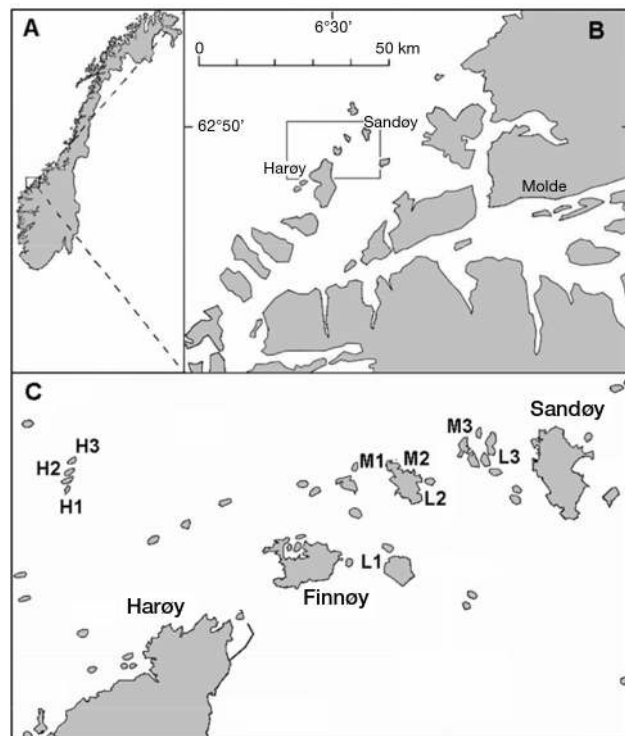 A
6°30'
0
50 km
B
62°50'
Sandøy
Harøy
Molde
C
Sandøy
H3
H2
H1
M1
M2
M3
L3
L2
L1
Finnøy
Harøy